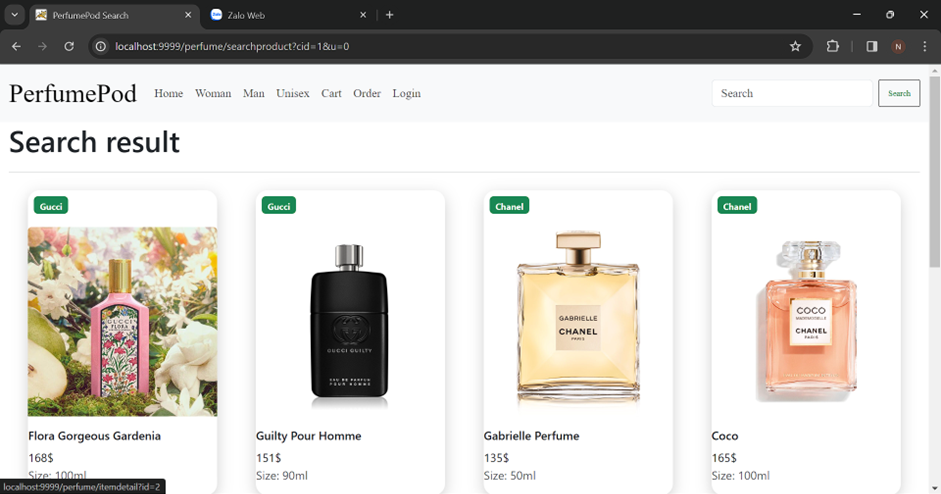 PerfumePod Search
Zalo Web
localhost:9999/perfume/searchproduct?cid=1&u=0
N
PerfumePod
Home
Woman
Man
Unisex
Cart
Order
Login
Search
Search
Search result
Gucci
Gucci
Chanel
Chanel
GUCCI
FLORA
GUCCI GUILTY
EAU DE PARFUM
POUR HOMME
GABRIELLE
CHANEL
PARIS
COCO
MADEMOISELLE
CHANEL
PARIS
Flora Gorgeous Gardenia
Guilty Pour Homme
Gabrielle Perfume
Coco
168$
151$
135$
165$
Size: 100ml
Size: 90ml
Size: 50ml
Size: 100ml
localhost:9999/perfume/itemdetail?id=2